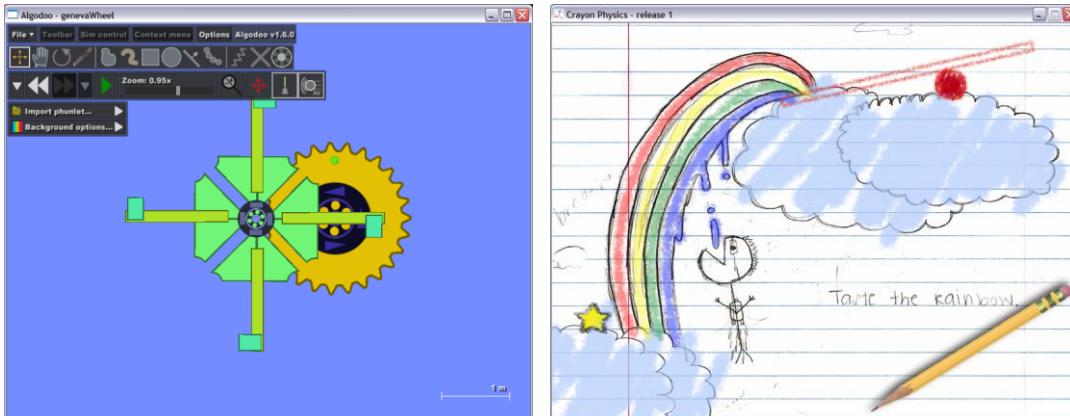 Algodoo - genevaWheel
File Toolbar Sim control Context menu Options Algodoo v1.6.0
Zoom: 0.95x
Import phunlet...
Background options...
1 m
Crayon Physics - release 1
Taste the rainbow.